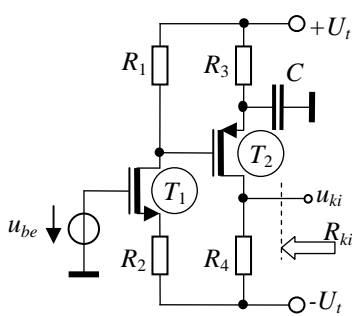 +U_t
R_1
R_3
C
T_2
T_1
u_ki
u_be
R_ki
R_2
R_4
-U_t